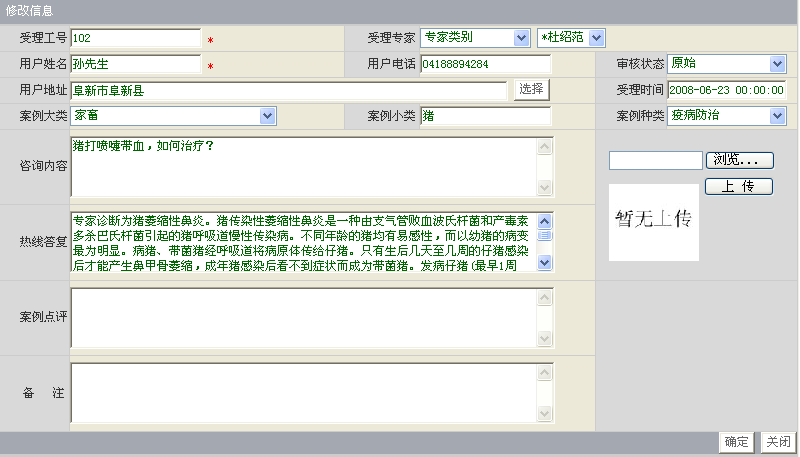 修改信息
受理工号 102 * 受理专家 专家类别 *杜绍范
用户姓名 孙先生 * 用户电话 04188894284 审核状态 原始
用户地址 阜新市阜新县 选择 受理时间 2008-06-23 00:00:00
案例大类 家畜 案例小类 猪 案例种类 疫病防治
咨询内容 猪打喷嚏带血，如何治疗？
浏览...
上 传
暂无上传
热线答复
专家诊断为猪萎缩性鼻炎。猪传染性萎缩性鼻炎是一种由支气管败血波氏杆菌和产毒素
多杀巴氏杆菌引起的猪呼吸道慢性传染病。不同年龄的猪均有易感性，而以幼猪的病变
最为明显。病猪、带菌猪经呼吸道将病原体传给仔猪。只有生后几天至几周的仔猪感染
后才能产生鼻甲骨萎缩，成年猪感染后看不到症状而成为带菌猪。发病仔猪(最早1周
案例点评
备 注
确定 关闭